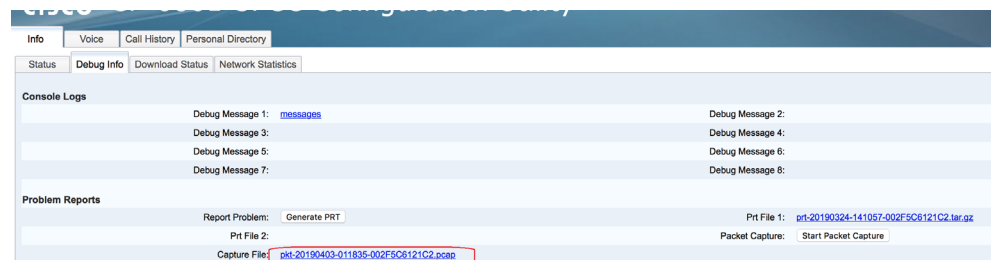 Info Voice Call History Personal Directory
Status Debug Info Download Status Network Statistics
Console Logs
Debug Message 1: messages Debug Message 2:
Debug Message 3: Debug Message 4:
Debug Message 5: Debug Message 6:
Debug Message 7: Debug Message 8:
Problem Reports
Report Problem: Generate PRT Prt File 1: prt-20190324-141057-002F5C6121C2.tar.gz
Prt File 2: Packet Capture: Start Packet Capture
Capture File: pkt-20190403-011835-002F5C6121C2.pcap